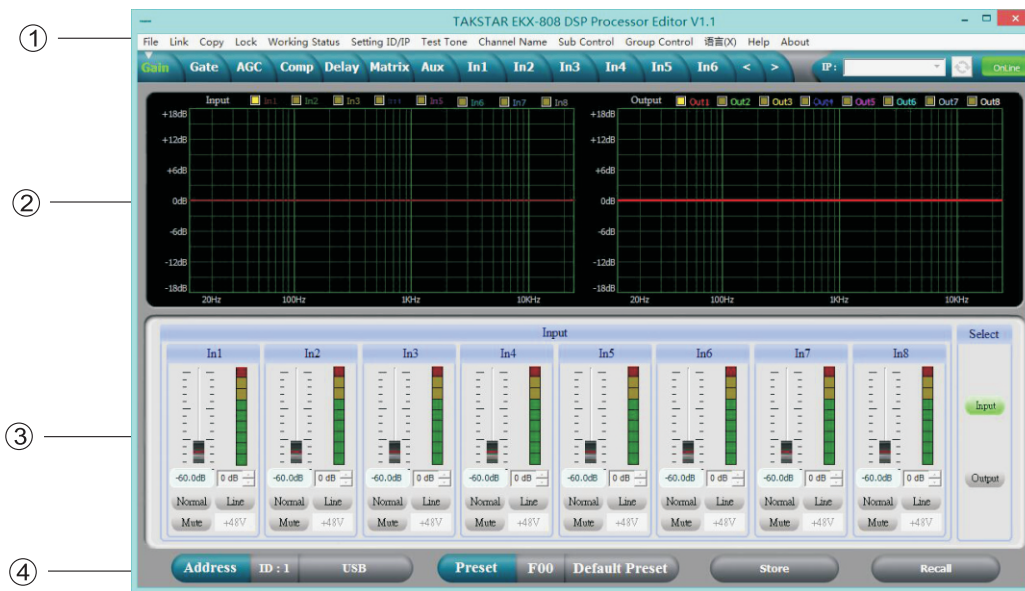 TAKSTAR EKX-808 DSP Processor Editor V1.1
① File Link Copy Lock Working Status Setting ID/IP Test Tone Channel Name Sub Control Group Control 语言(X) Help About
Gain Gate AGC Comp Delay Matrix Aux In1 In2 In3 In4 In5 In6 < > IP: OnLine
Input In1 In2 In3 In4 In5 In6 In7 In8 Output Out1 Out2 Out3 Out4 Out5 Out6 Out7 Out8
+18dB +18dB
+12dB +12dB
+6dB +6dB
② 0dB 0dB
-6dB -6dB
-12dB -12dB
-18dB -18dB
20Hz 100Hz 1KHz 10KHz 20Hz 100Hz 1KHz 10KHz
Input Select
In1 In2 In3 In4 In5 In6 In7 In8
Input
③
-60.0dB 0 dB -60.0dB 0 dB -60.0dB 0 dB -60.0dB 0 dB -60.0dB 0 dB -60.0dB 0 dB -60.0dB 0 dB -60.0dB 0 dB Output
Normal Line Normal Line Normal Line Normal Line Normal Line Normal Line Normal Line Normal Line
Mute +48V Mute +48V Mute +48V Mute +48V Mute +48V Mute +48V Mute +48V Mute +48V
④ Address ID : 1 USB Preset F00 Default Preset Store Recall